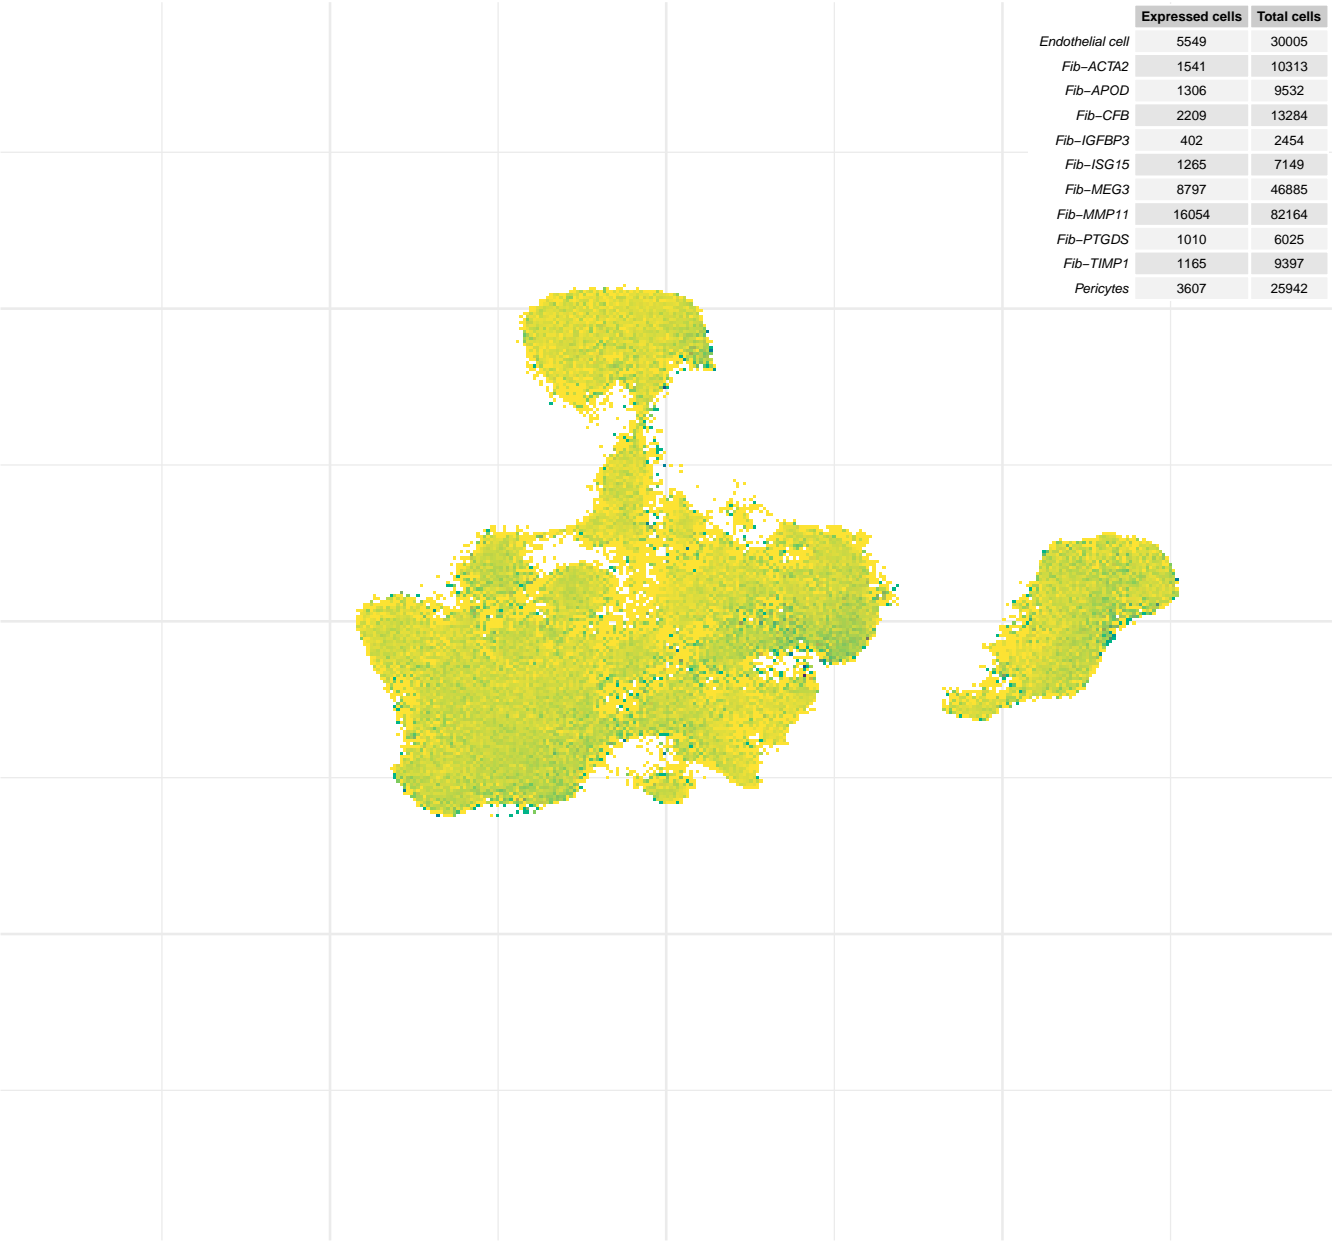 Expressed cells Total cells
Endothelial cell 5549 30005
Fib−ACTA2 1541 10313
Fib−APOD 1306 9532
Fib−CFB 2209 13284
Fib−IGFBP3 402 2454
Fib−ISG15 1265 7149
Fib−MEG3 8797 46885
Fib−MMP11 16054 82164
Fib−PTGDS 1010 6025
Fib−TIMP1 1165 9397
Pericytes 3607 25942